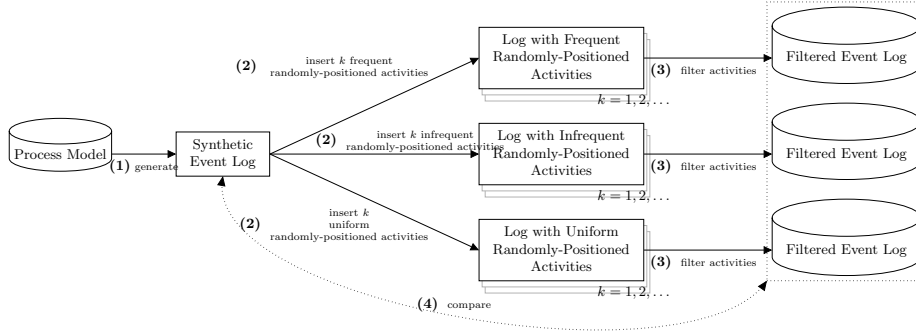 Process Model
(1) generate
Synthetic
Event Log
(2)
insert k frequent
randomly-positioned activities
(2)
insert k infrequent
randomly-positioned activities
(2)
insert k
uniform
randomly-positioned activities
Log with Frequent
Randomly-Positioned
Activities
k = 1, 2, . . .
(3) filter activities
Filtered Event Log
Log with Infrequent
Randomly-Positioned
Activities
k = 1, 2, . . .
(3) filter activities
Filtered Event Log
Log with Uniform
Randomly-Positioned
Activities
k = 1, 2, . . .
(3) filter activities
Filtered Event Log
(4) compare